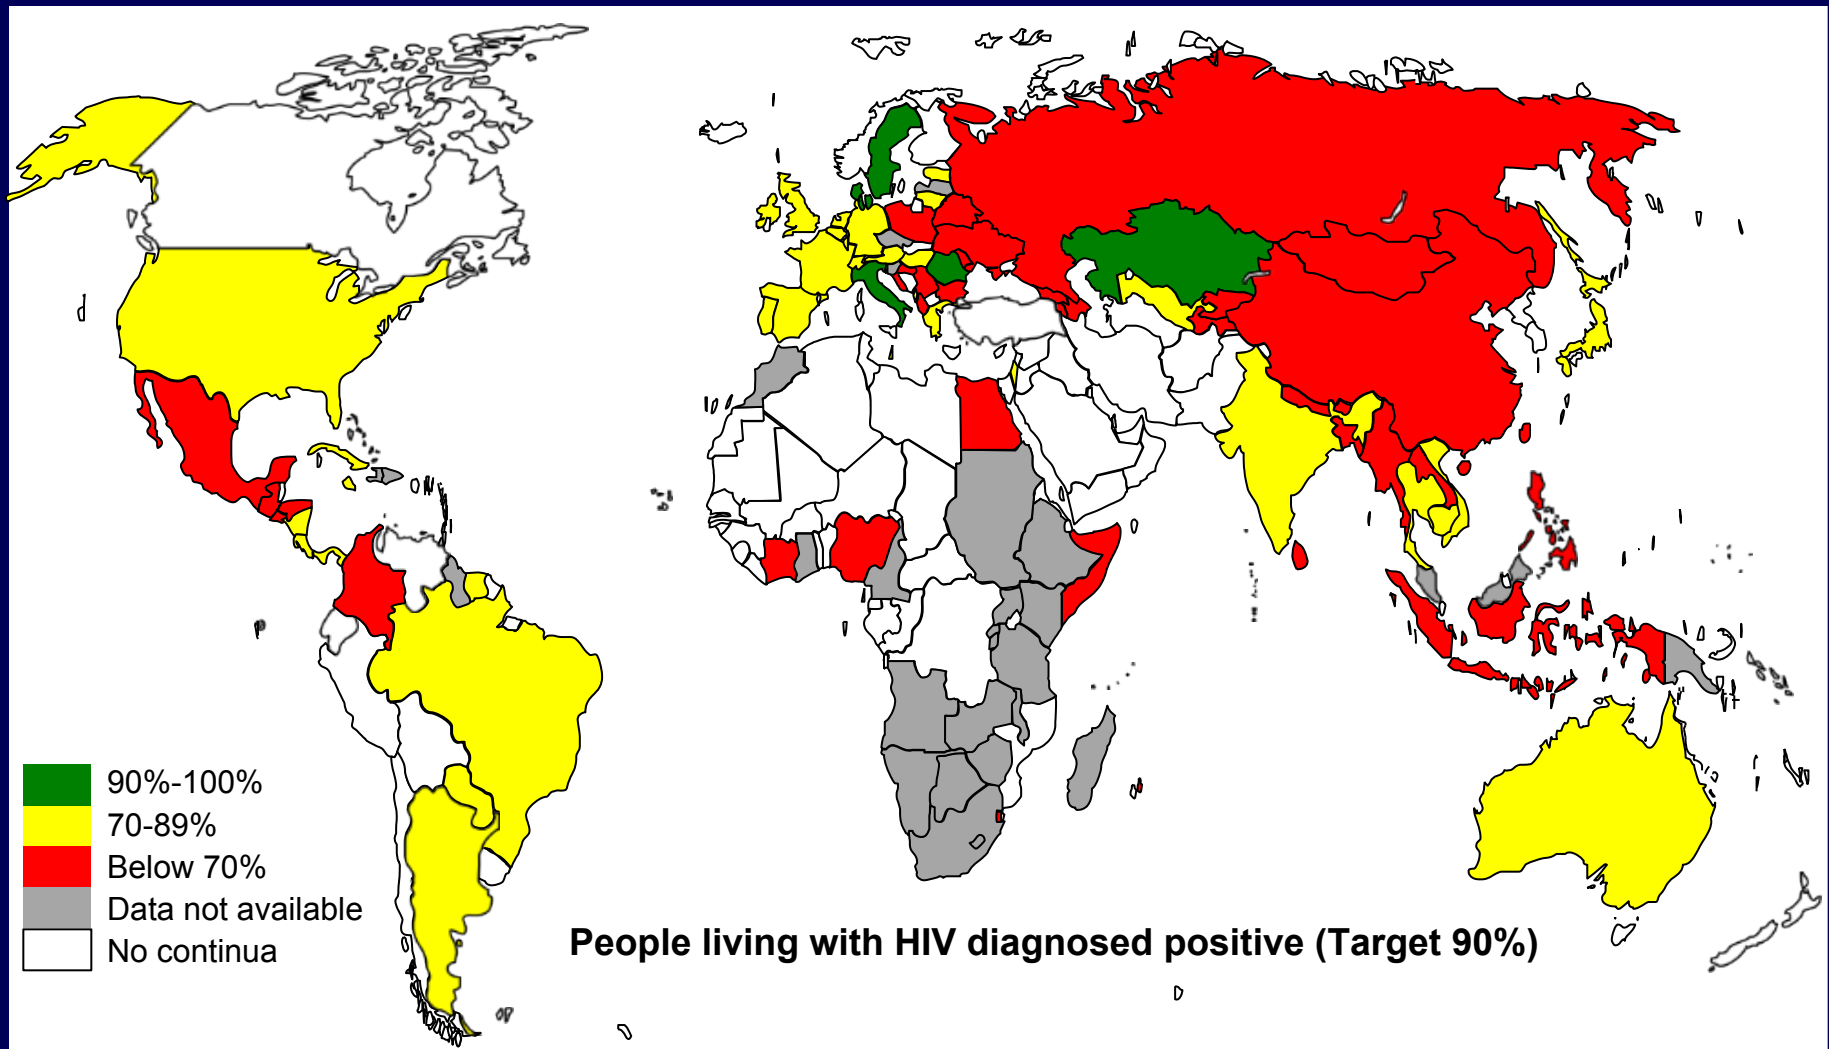 90%-100%
70-89%
Below 70%
Data not available
No continua
People living with HIV diagnosed positive (Target 90%)